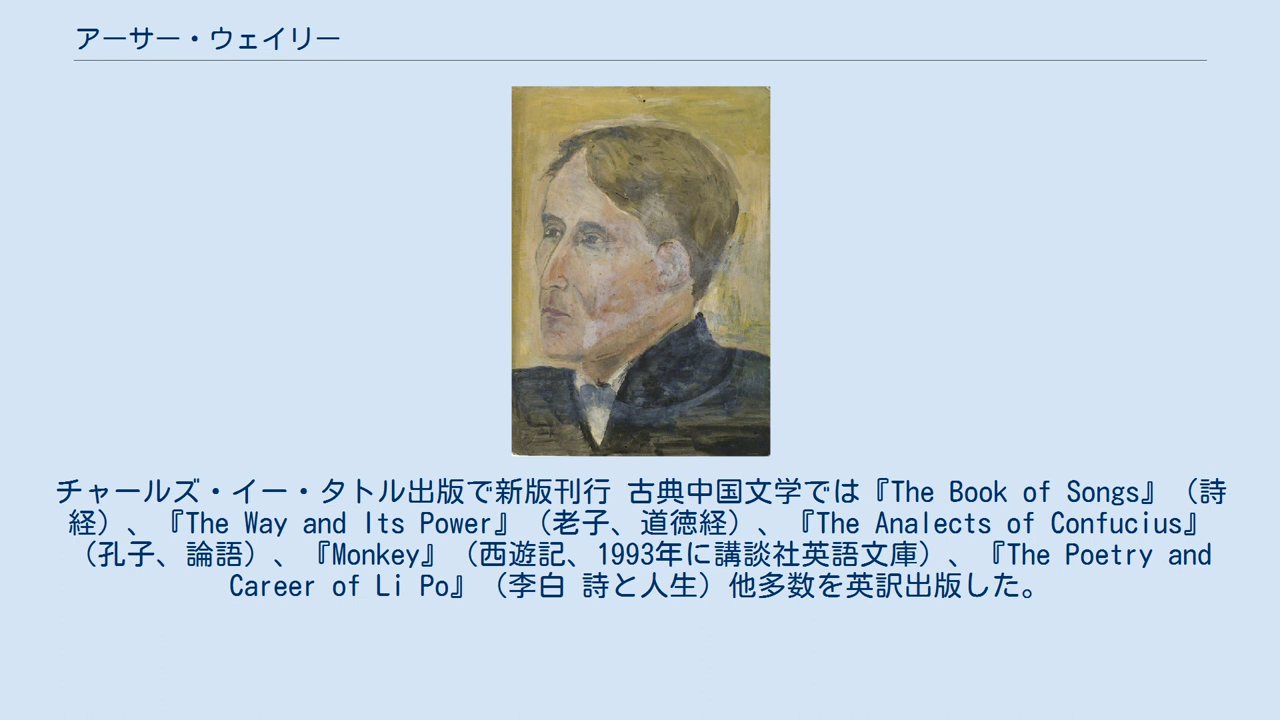 アーサー・ウェイリー
チャールズ・イー・タトル出版で新版刊行 古典中国文学では『The Book of Songs』（詩
経）、『The Way and Its Power』（老子、道徳経）、『The Analects of Confucius』
（孔子、論語）、『Monkey』（西遊記、1993年に講談社英語文庫）、『The Poetry and
Career of Li Po』（李白 詩と人生）他多数を英訳出版した。